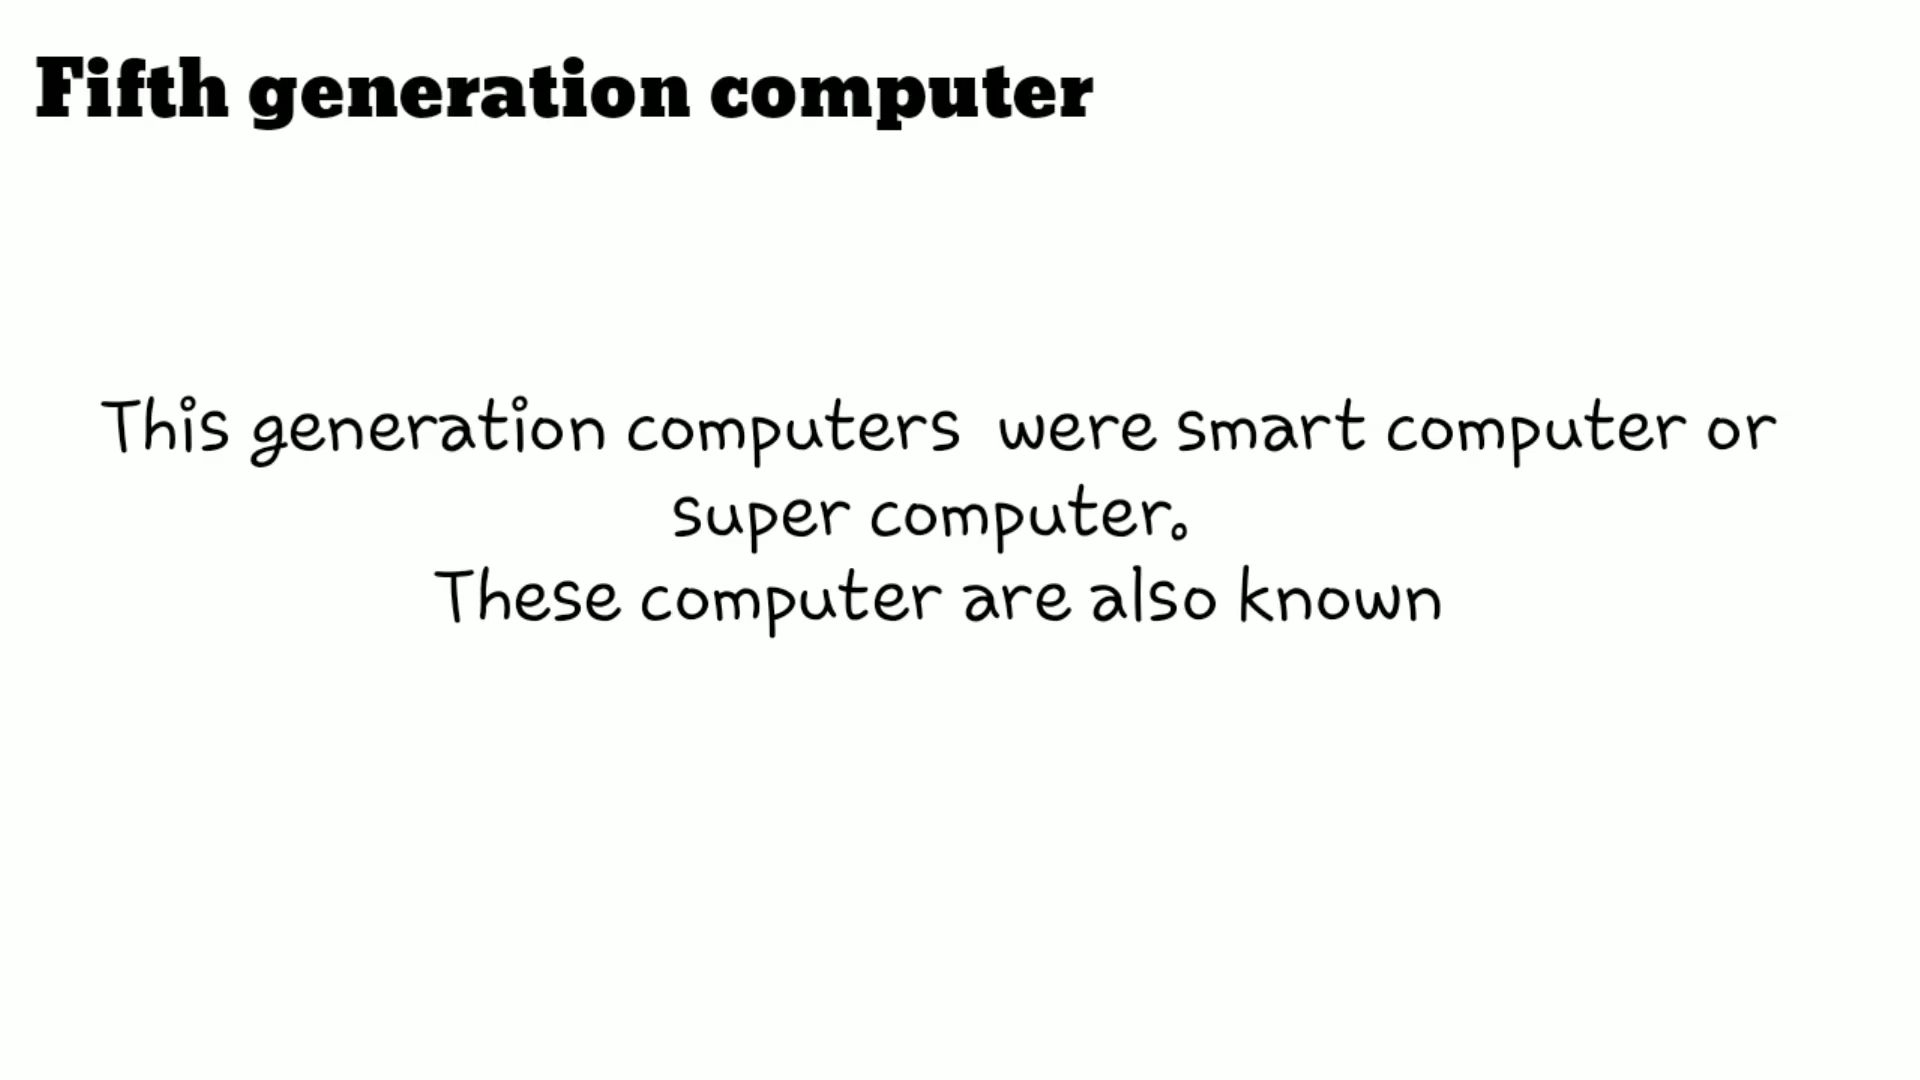 Fifth generation computer
This generation computers  were smart computer or
super computer.
These computer are also known